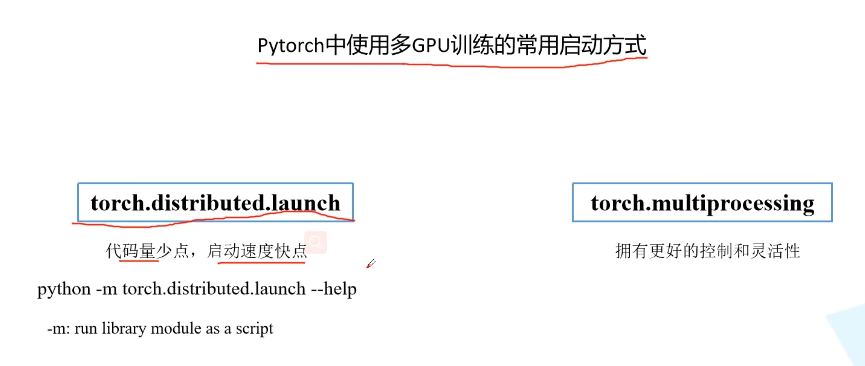 Pytorch中使用多GPU训练的常用启动方式
torch.distributed.launch
torch.multiprocessing
代码量少点，启动速度快点
拥有更好的控制和灵活性
python -m torch.distributed.launch --help
-m: run library module as a script